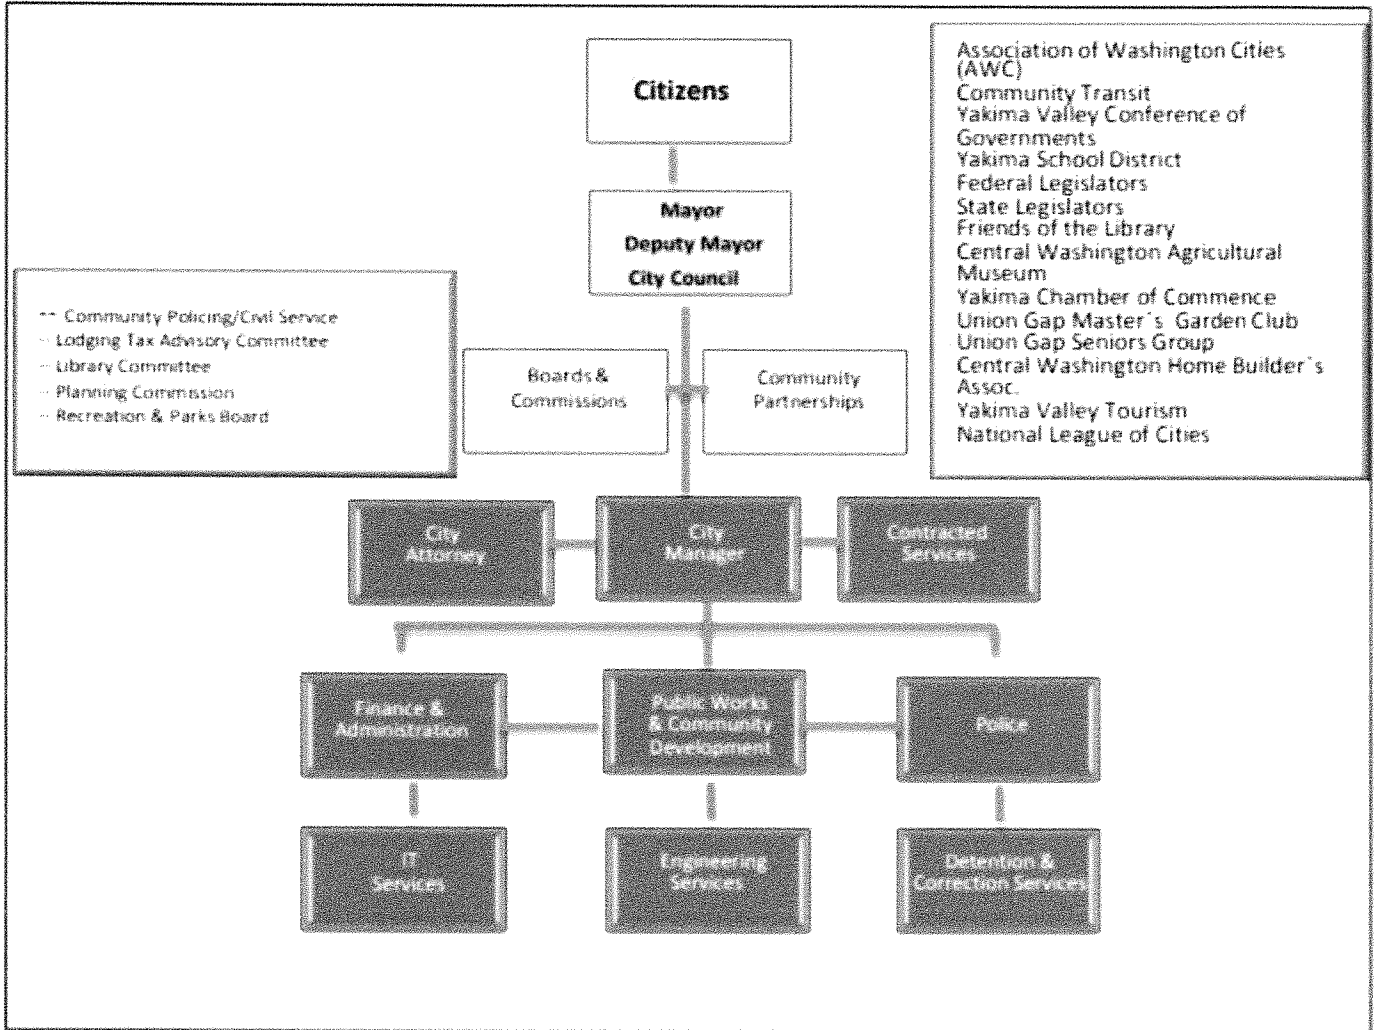 Citizens
Mayor
Deputy Mayor
City Council
Association of Washington Cities
(AWC)
Community Transit
Yakima Valley Conference of
Governments
Yakima School District
Federal Legislators
State Legislators
Friends of the Library
Central Washington Agricultural
Museum
Yakima Chamber of Commence
Union Gap Master´s Garden Club
Union Gap Seniors Group
Central Washington Home Builder´s
Assoc.
Yakima Valley Tourism
National League of Cities
-- Community Policing/Civil Service
-- Lodging Tax Advisory Committee
-- Library Committee
-- Planning Commission
-- Recreation & Parks Board
Boards &
Commissions
Community
Partnerships
City
Attorney
City
Manager
Contracted
Services
Finance &
Administration
Public Works
& Community
Development
Police
IT
Services
Engineering
Services
Detention &
Correction Services